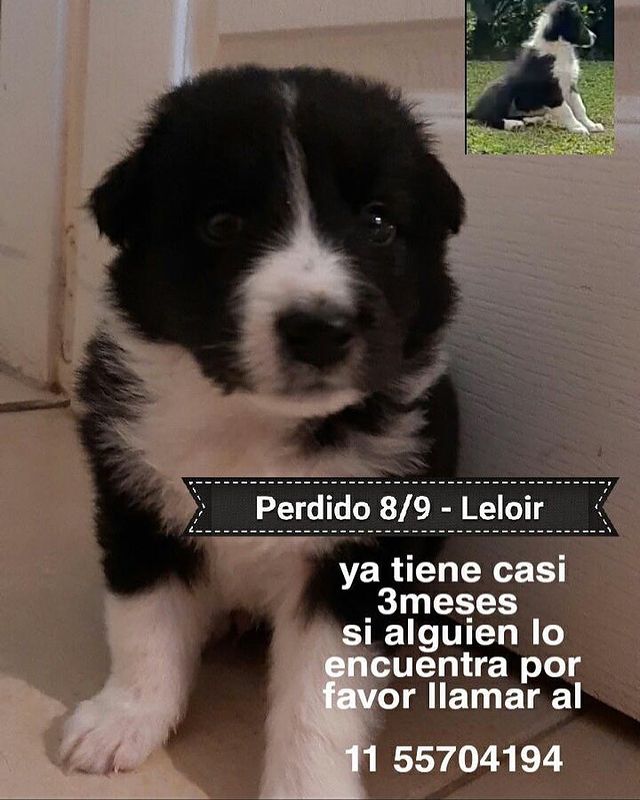 Perdido 8/9 - Leloir
ya tiene casi
3meses
si alguien lo
encuentra por
favor llamar al
11 55704194